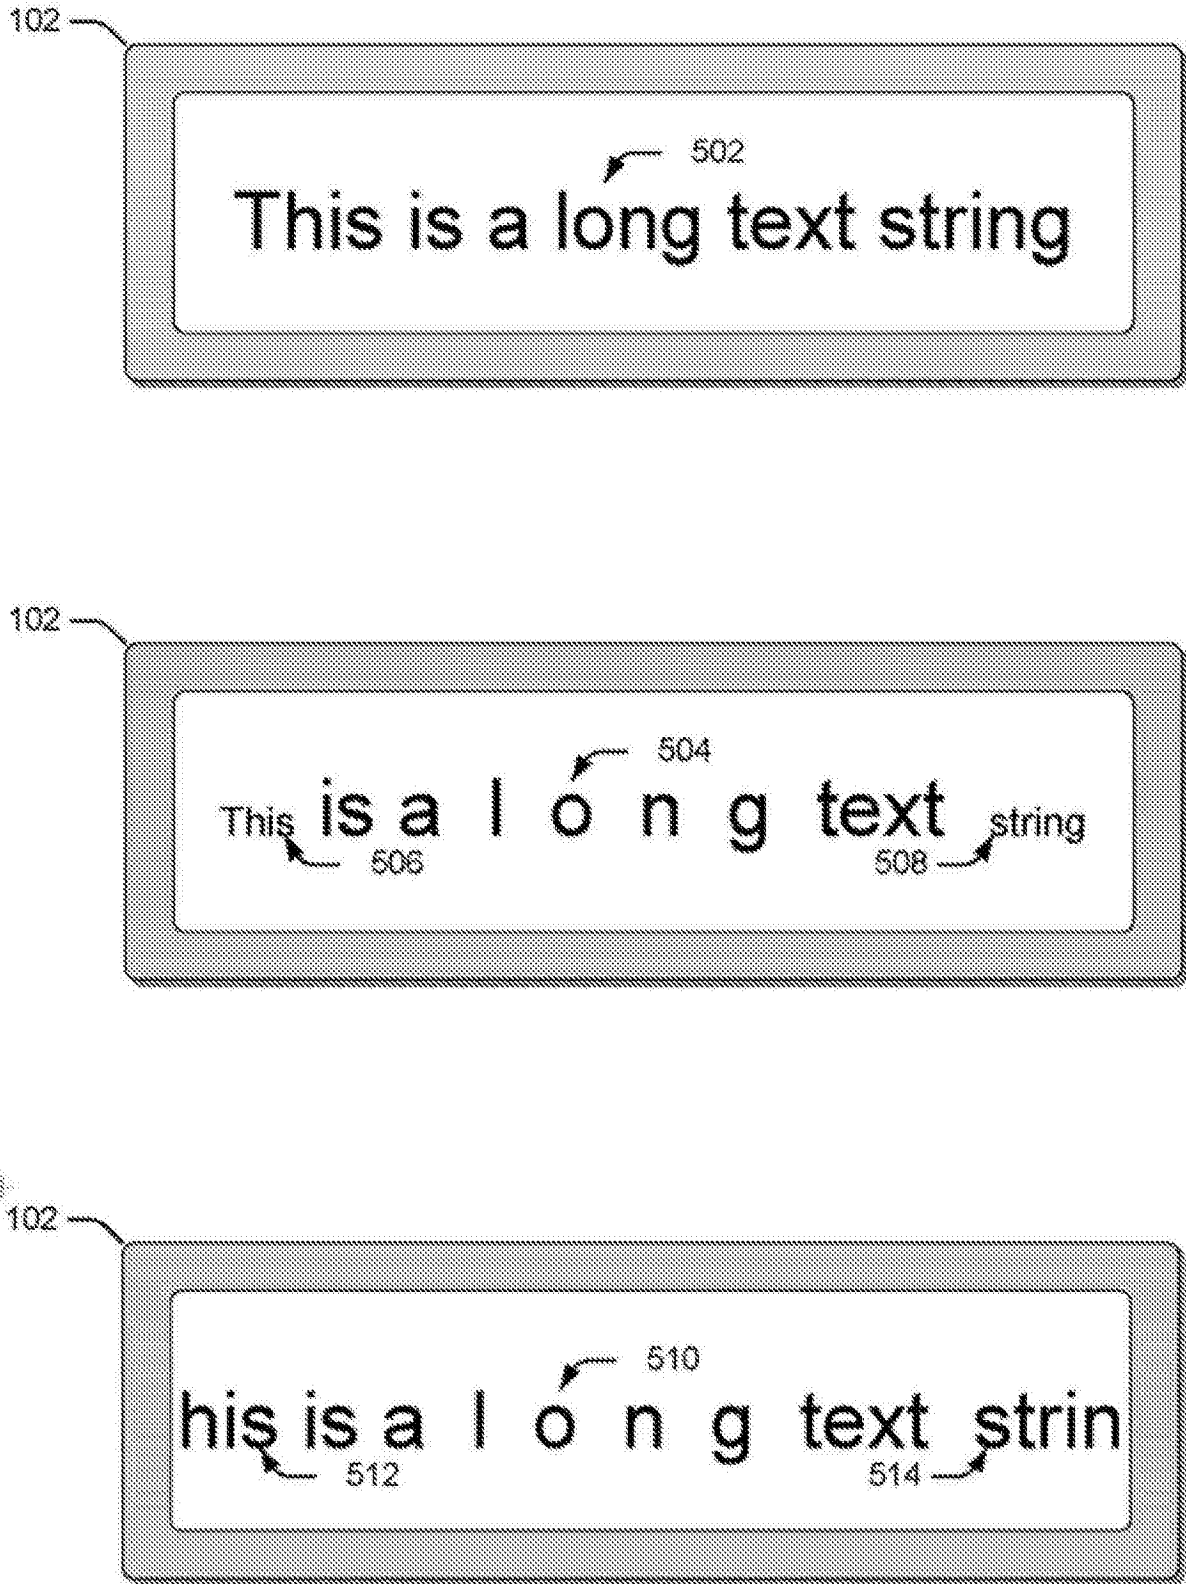 102
502
This is a long text string
102
504
This is a l o n g text string
506 508
102
510
his is a l o n g text strin
512 514